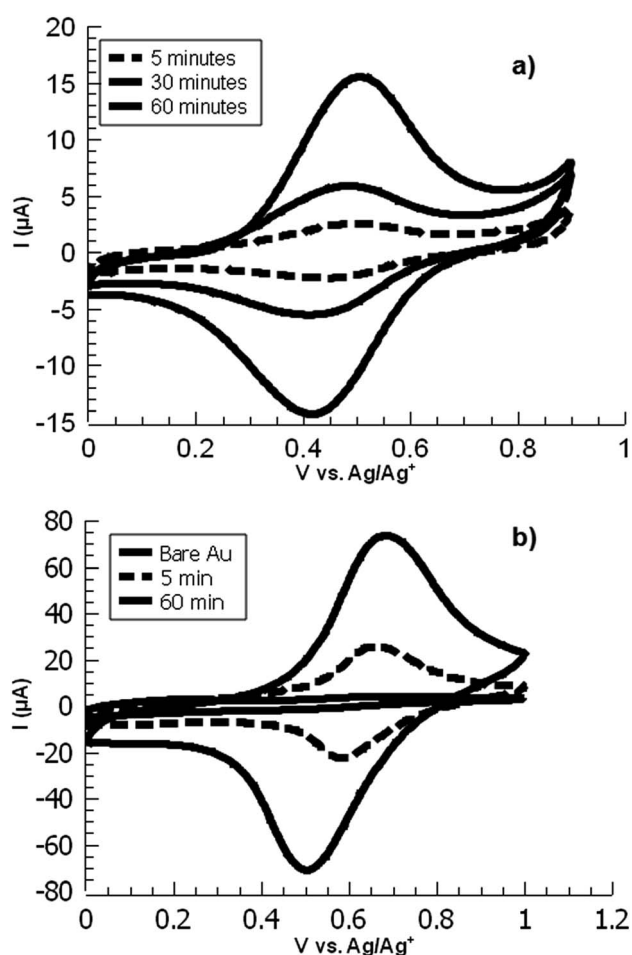 20
15
10
5
0
-5
-10
-15
I (µA)
5 minutes
30 minutes
60 minutes
a)
0 0.2 0.4 0.6 0.8 1
V vs. Ag/Ag+
80
60
40
20
0
-20
-40
-60
-80
I (µA)
Bare Au
5 min
60 min
b)
0 0.2 0.4 0.6 0.8 1 1.2
V vs. Ag/Ag+